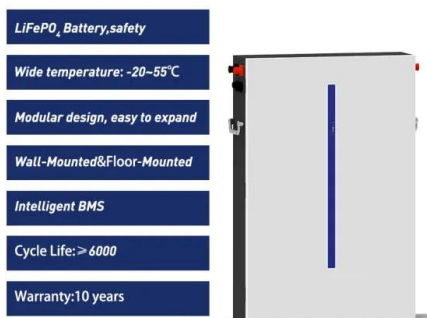 LiFePO₄ Battery,safety
Wide temperature: -20~55℃
Modular design, easy to expand
Wall-Mounted&Floor-Mounted
Intelligent BMS
Cycle Life:≥6000
Warranty:10 years